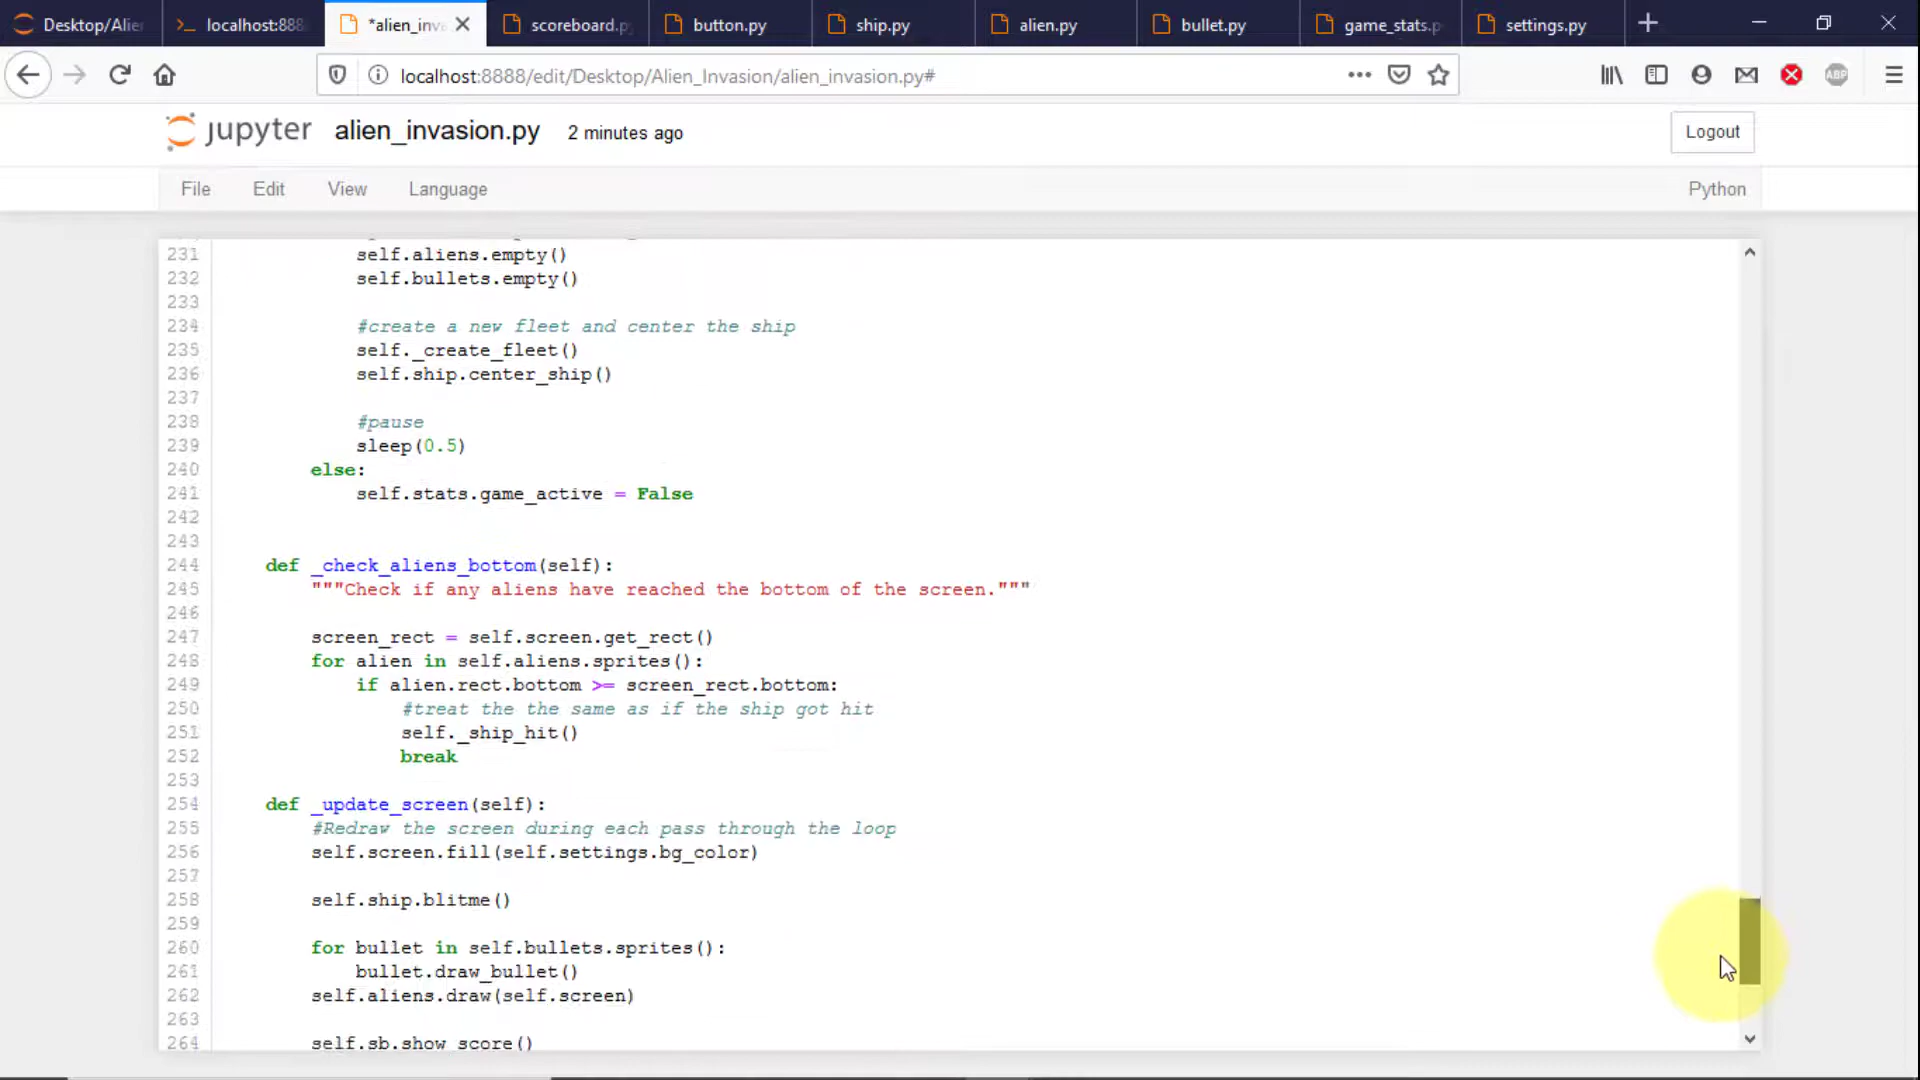 Desktop/Alie
localhost:888
*alien_inva
scoreboard.p
button.py
ship.py
alien.py
bullet.py
game_stats.p
settings.py
localhost:8888/edit/Desktop/Alien_Invasion/alien_invasion.py#
ABP
jupyter alien_invasion.py 2 minutes ago
Logout
File Edit View Language
Python
231 self.aliens.empty()
232 self.bullets.empty()
233
234 #create a new fleet and center the ship
235 self._create_fleet()
236 self.ship.center_ship()
237
238 #pause
239 sleep(0.5)
240 else:
241 self.stats.game_active = False
242
243
244 def _check_aliens_bottom(self):
245 """Check if any aliens have reached the bottom of the screen."""
246
247 screen_rect = self.screen.get_rect()
248 for alien in self.aliens.sprites():
249 if alien.rect.bottom >= screen_rect.bottom:
250 #treat the the same as if the ship got hit
251 self._ship_hit()
252 break
253
254 def _update_screen(self):
255 #Redraw the screen during each pass through the loop
256 self.screen.fill(self.settings.bg_color)
257
258 self.ship.blitme()
259
260 for bullet in self.bullets.sprites():
261 bullet.draw_bullet()
262 self.aliens.draw(self.screen)
263
264 self.sb.show_score()